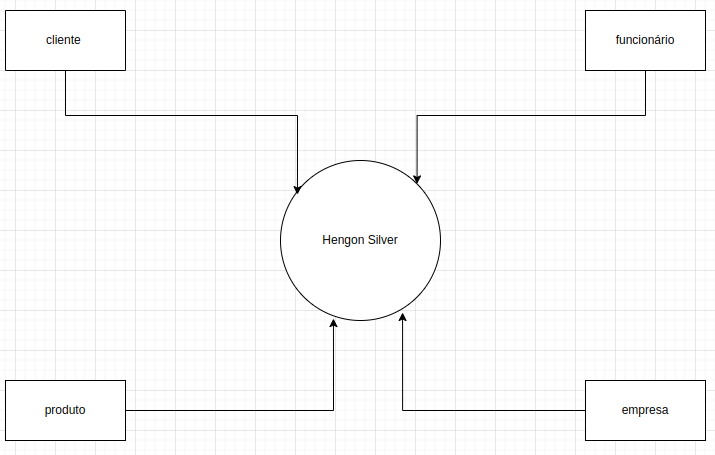 cliente
funcionário
Hengon Silver
produto
empresa